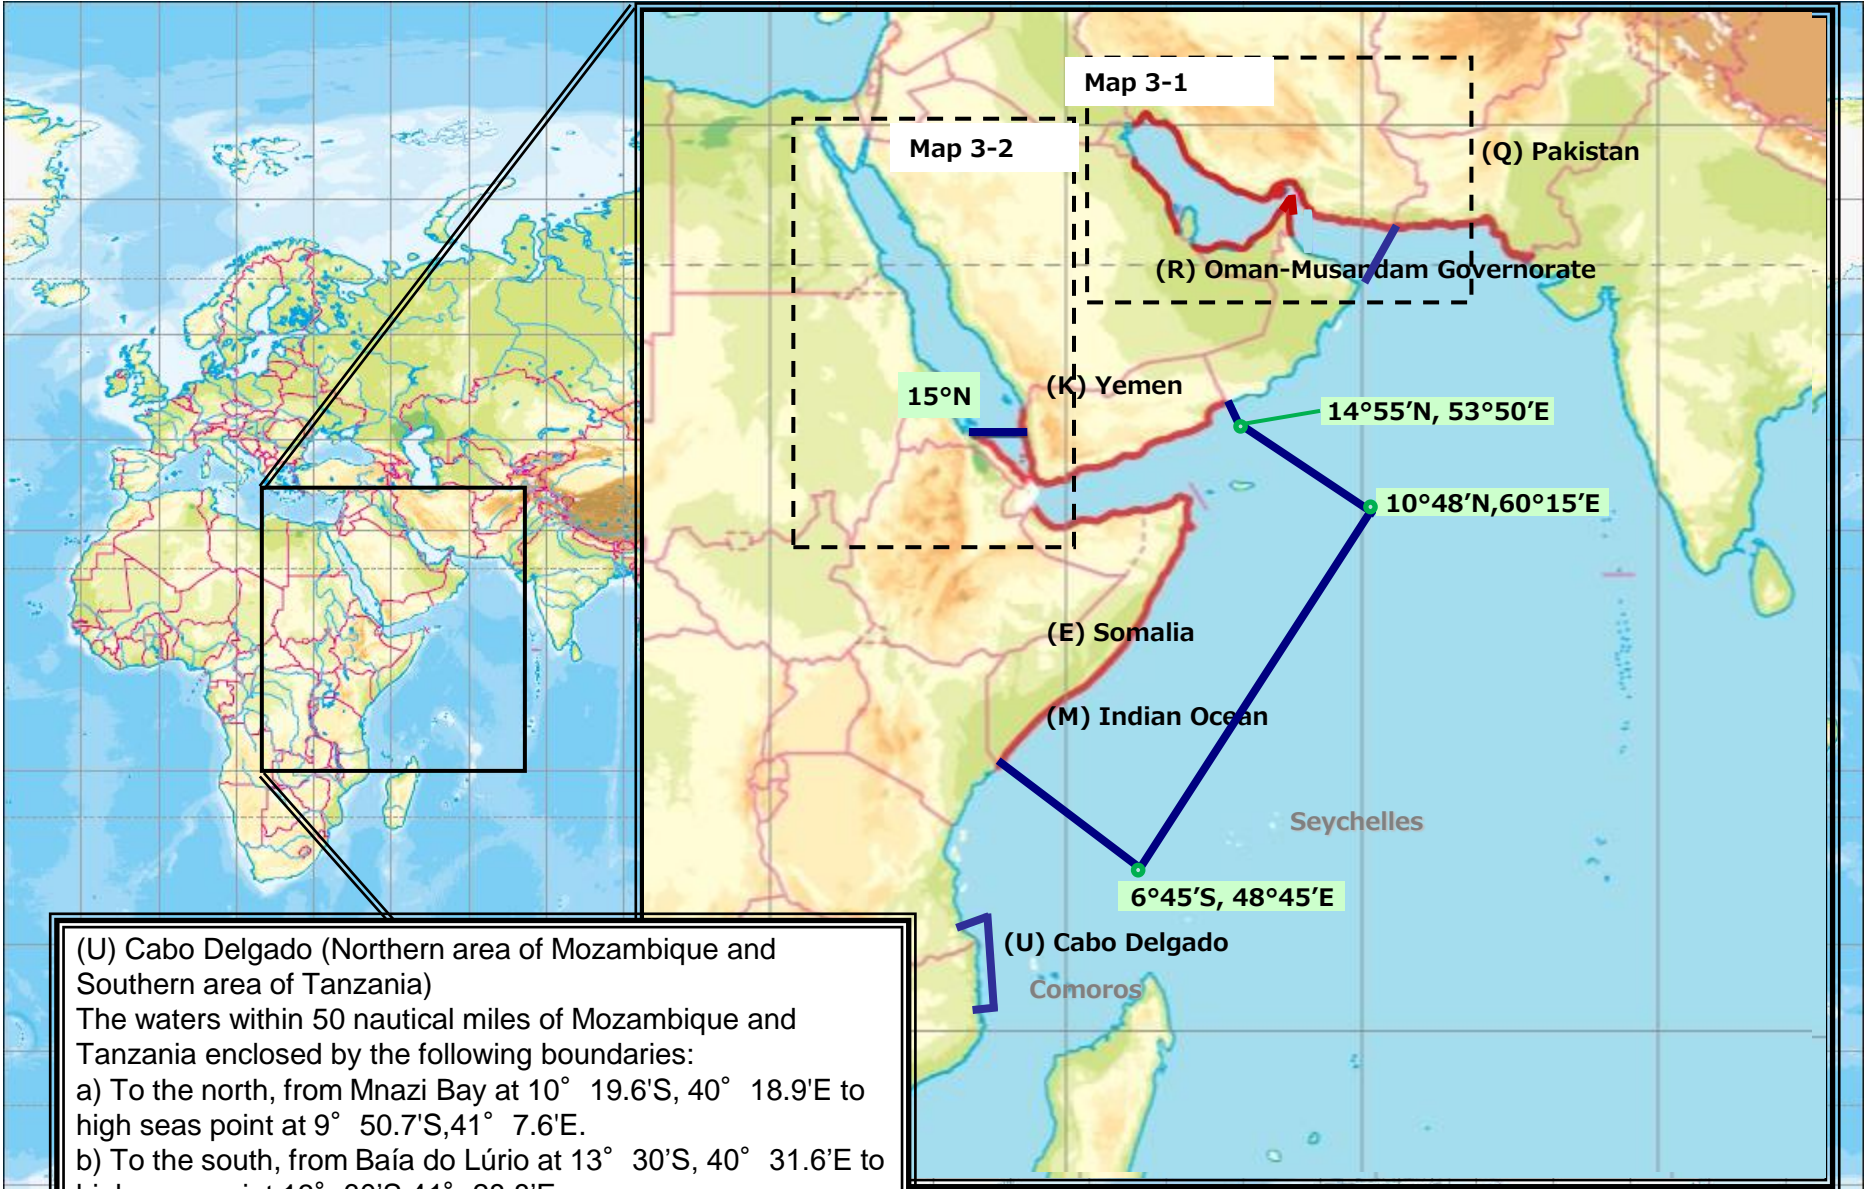 Map 3-1
Map 3-2
(Q) Pakistan
(R) Oman-Musandam Governorate
(K) Yemen
15°N
14°55’N, 53°50’E
10°48’N,60°15’E
(E) Somalia
(M) Indian Ocean
Seychelles
6°45’S, 48°45’E
(U) Cabo Delgado
Comoros
(U) Cabo Delgado (Northern area of Mozambique and
Southern area of Tanzania)
The waters within 50 nautical miles of Mozambique and
Tanzania enclosed by the following boundaries:
a) To the north, from Mnazi Bay at 10° 19.6'S, 40° 18.9'E to
high seas point at 9° 50.7'S,41° 7.6'E.
b) To the south, from Baía do Lúrio at 13° 30’S, 40° 31.6’E to